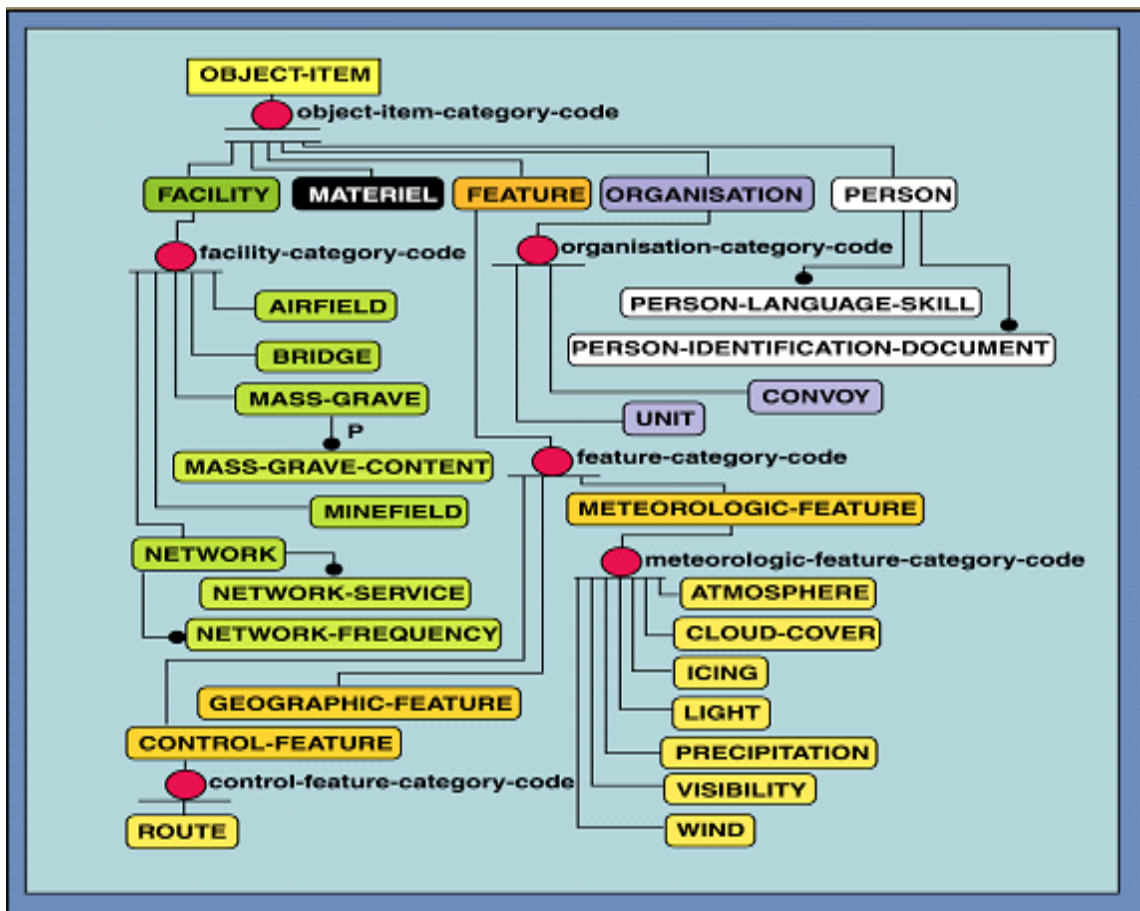 OBJECT-ITEM
object-item-category-code
FACILITY
MATERIEL
FEATURE
ORGANISATION
PERSON
facility-category-code
organisation-category-code
AIRFIELD
PERSON-LANGUAGE-SKILL
BRIDGE
PERSON-IDENTIFICATION-DOCUMENT
MASS-GRAVE
CONVOY
UNIT
P
MASS-GRAVE-CONTENT
feature-category-code
MINEFIELD
METEOROLOGIC-FEATURE
NETWORK
meteorologic-feature-category-code
NETWORK-SERVICE
ATMOSPHERE
NETWORK-FREQUENCY
CLOUD-COVER
ICING
GEOGRAPHIC-FEATURE
LIGHT
CONTROL-FEATURE
PRECIPITATION
control-feature-category-code
VISIBILITY
ROUTE
WIND